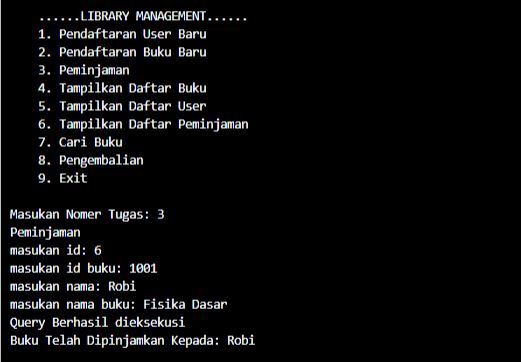 ......LIBRARY MANAGEMENT......
1. Pendaftaran User Baru
2. Pendaftaran Buku Baru
3. Peminjaman
4. Tampilkan Daftar Buku
5. Tampilkan Daftar User
6. Tampilkan Daftar Peminjaman
7. Cari Buku
8. Pengembalian
9. Exit
Masukan Nomer Tugas: 3
Peminjaman
masukan id: 6
masukan id buku: 1001
masukan nama: Robi
masukan nama buku: Fisika Dasar
Query Berhasil dieksekusi
Buku Telah Dipinjamkan Kepada: Robi